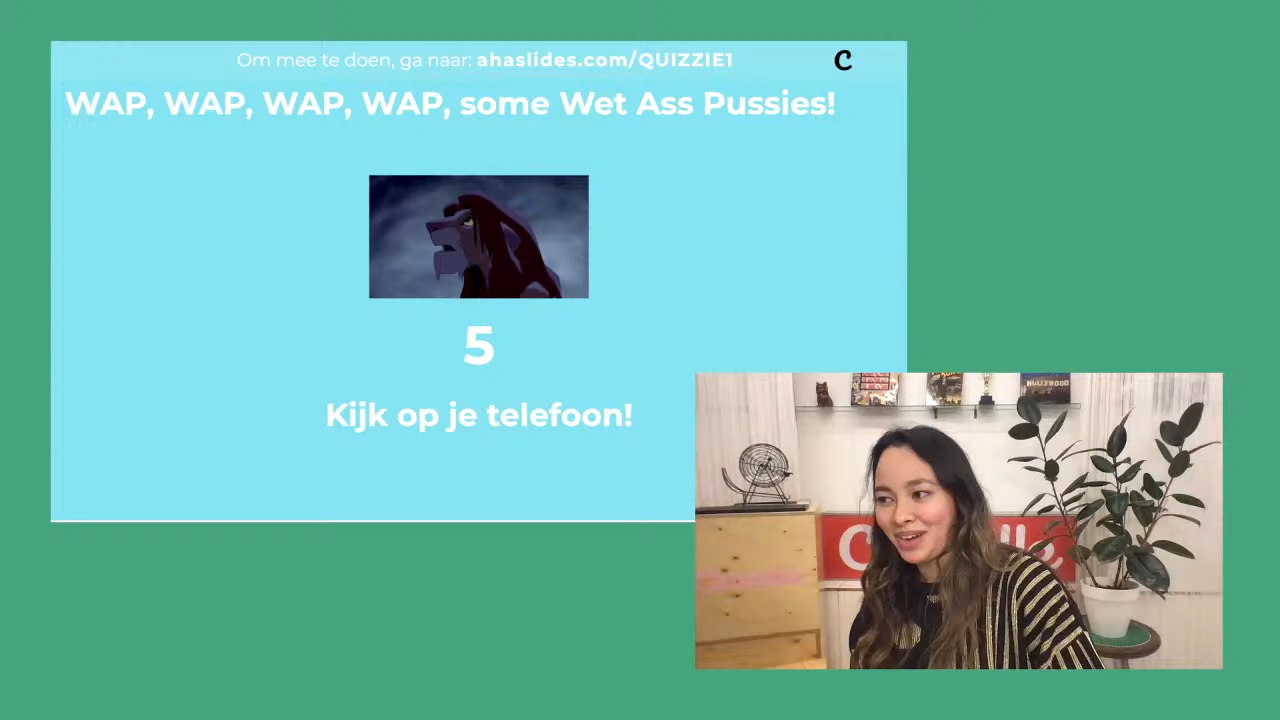 Om mee te doen, ga naar: ahaslides.com/QUIZZIE1
C
WAP, WAP, WAP, WAP, some Wet Ass Pussies!
5
Kijk op je telefoon!